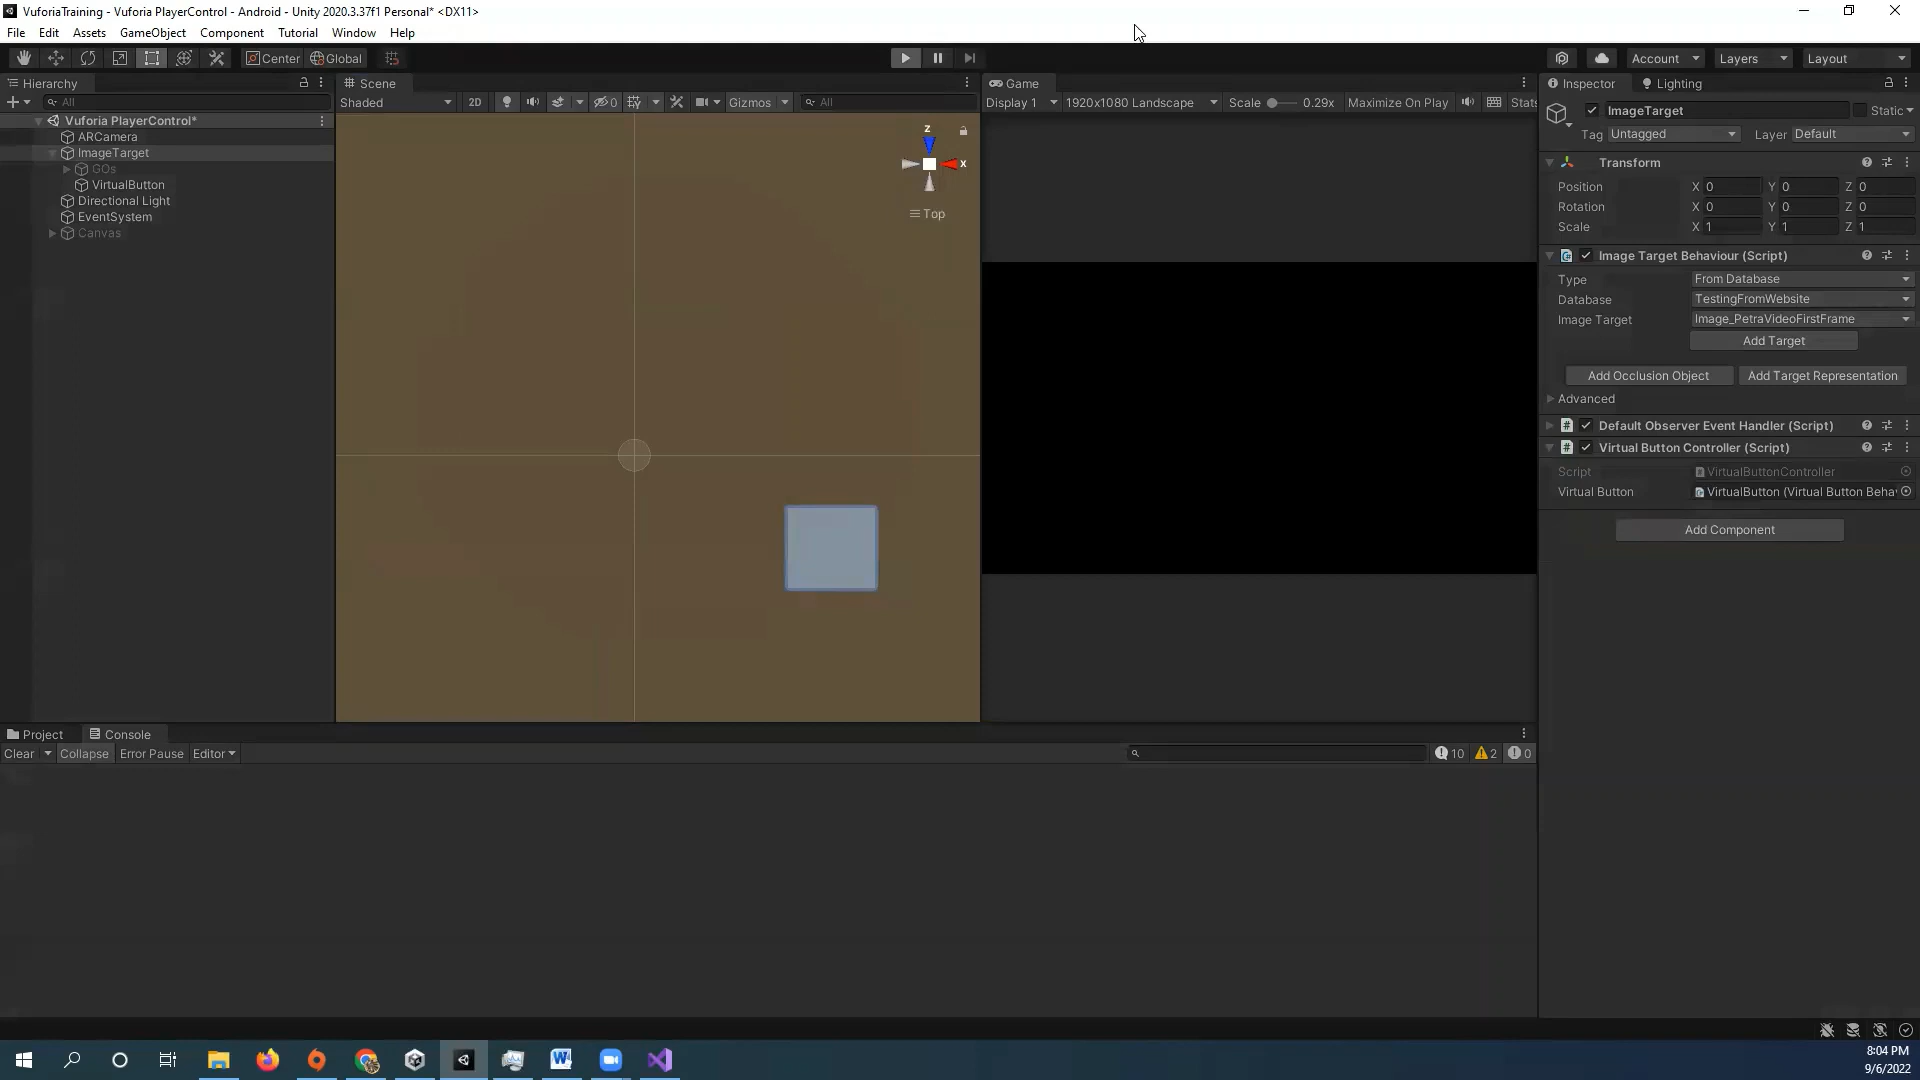 VuforiaTraining - Vuforia PlayerControl - Android - Unity 2020.3.37f1 Personal* <DX11>
File Edit Assets GameObject Component Tutorial Window Help
Center Global Account Layers Layout
Hierarchy
All
Vuforia PlayerControl*
ARCamera
ImageTarget
GOs
VirtualButton
Directional Light
EventSystem
Canvas
Scene
Shaded 2D 0 Gizmos All
z
x
Top
Game
Display 1 1920x1080 Landscape Scale 0.29x Maximize On Play Stats
Inspector Lighting
ImageTarget Static
Tag Untagged Layer Default
Transform
Position X 0 Y 0 Z 0
Rotation X 0 Y 0 Z 0
Scale X 1 Y 1 Z 1
Image Target Behaviour (Script)
Type From Database
Database TestingFromWebsite
Image Target Image_PetraVideoFirstFrame
Add Target
Add Occlusion Object Add Target Representation
Advanced
Default Observer Event Handler (Script)
Virtual Button Controller (Script)
Script VirtualButtonController
Virtual Button VirtualButton (Virtual Button Beha
Add Component
Project Console
Clear Collapse Error Pause Editor 10 2 0
8:04 PM
9/6/2022